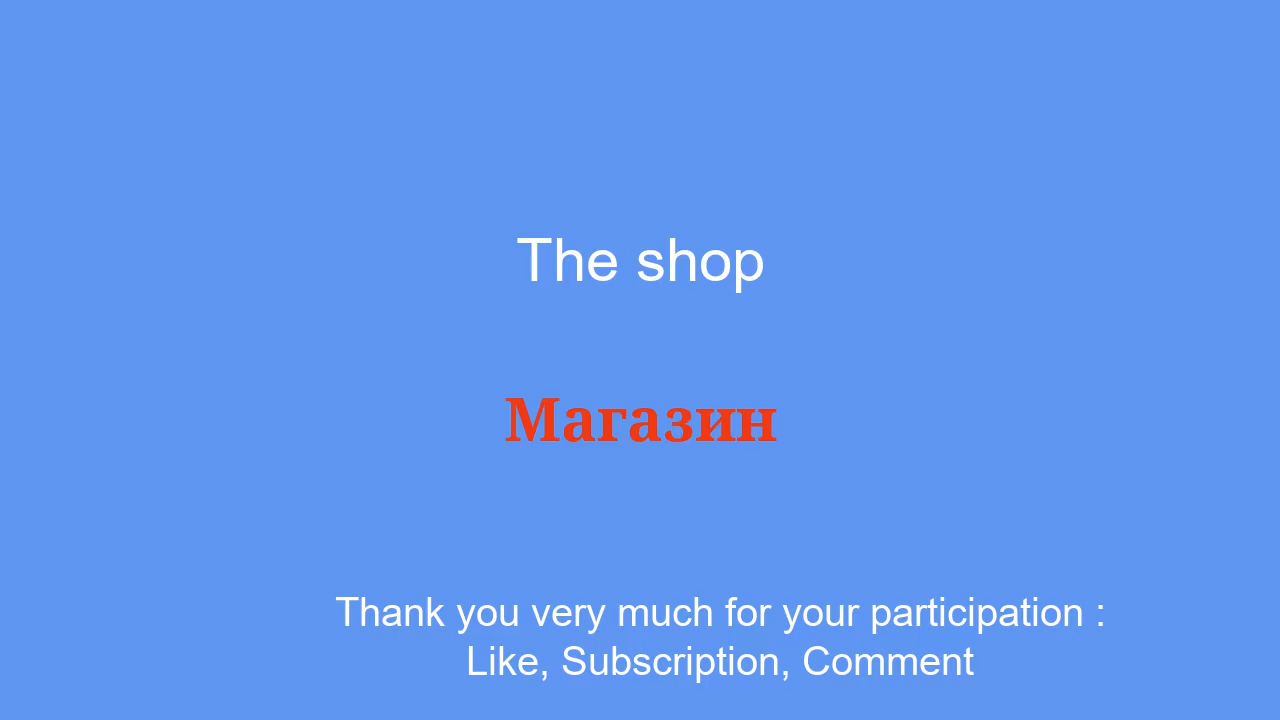 The shop
Магазин
Thank you very much for your participation :
Like, Subscription, Comment